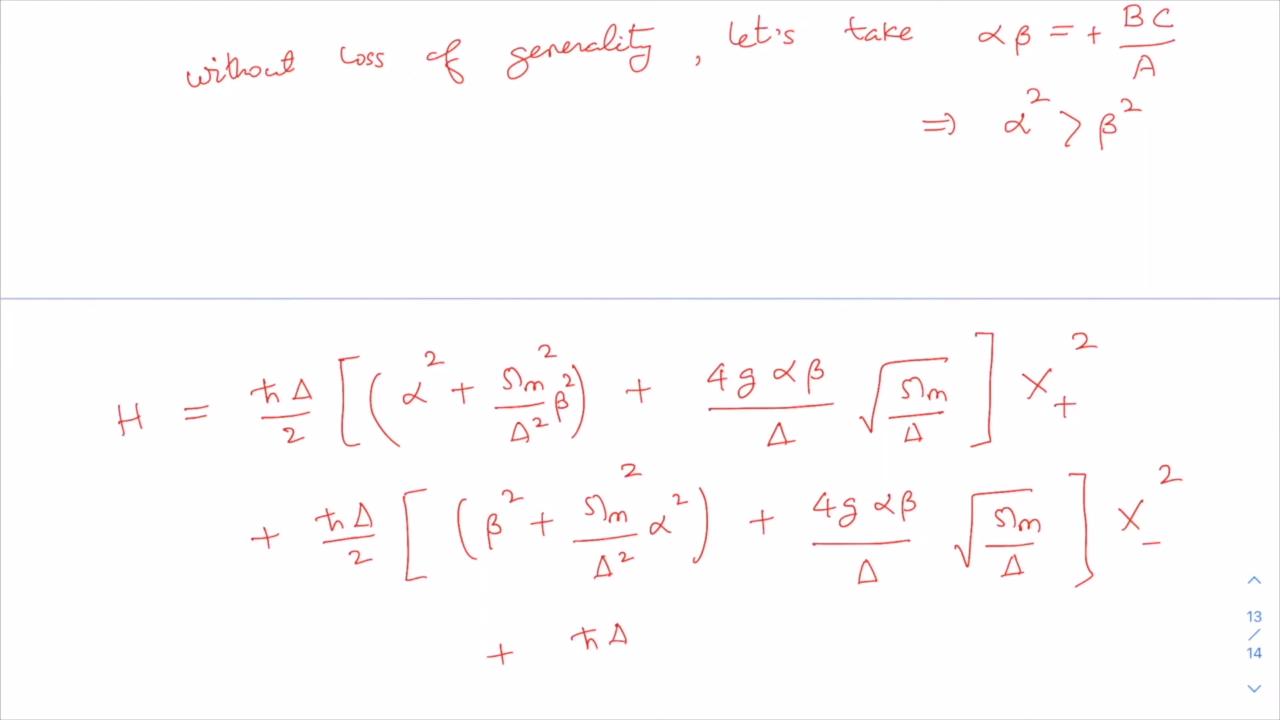 without loss of generality, let's take αβ = + BC/A
⇒ α² > β²
H = ħΔ/2 [(α² + Ωm²/Δ² β²) + 4gαβ/Δ √(Ωm/Δ)] X₊²
+ ħΔ/2 [(β² + Ωm²/Δ² α²) + 4gαβ/Δ √(Ωm/Δ)] X₋²
+ ħΔ
13
/
14